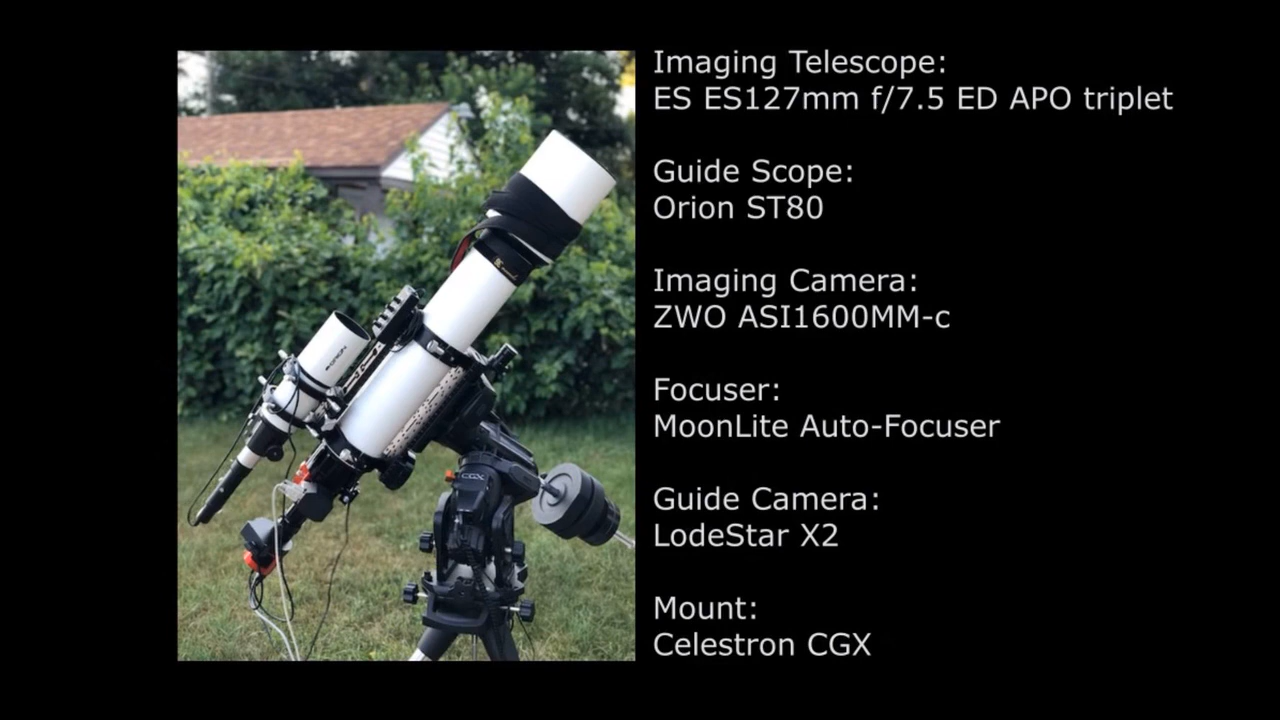 Imaging Telescope:
ES ES127mm f/7.5 ED APO triplet
Guide Scope:
Orion ST80
Imaging Camera:
ZWO ASI1600MM-c
Focuser:
MoonLite Auto-Focuser
Guide Camera:
LodeStar X2
Mount:
Celestron CGX
ORION
CGX